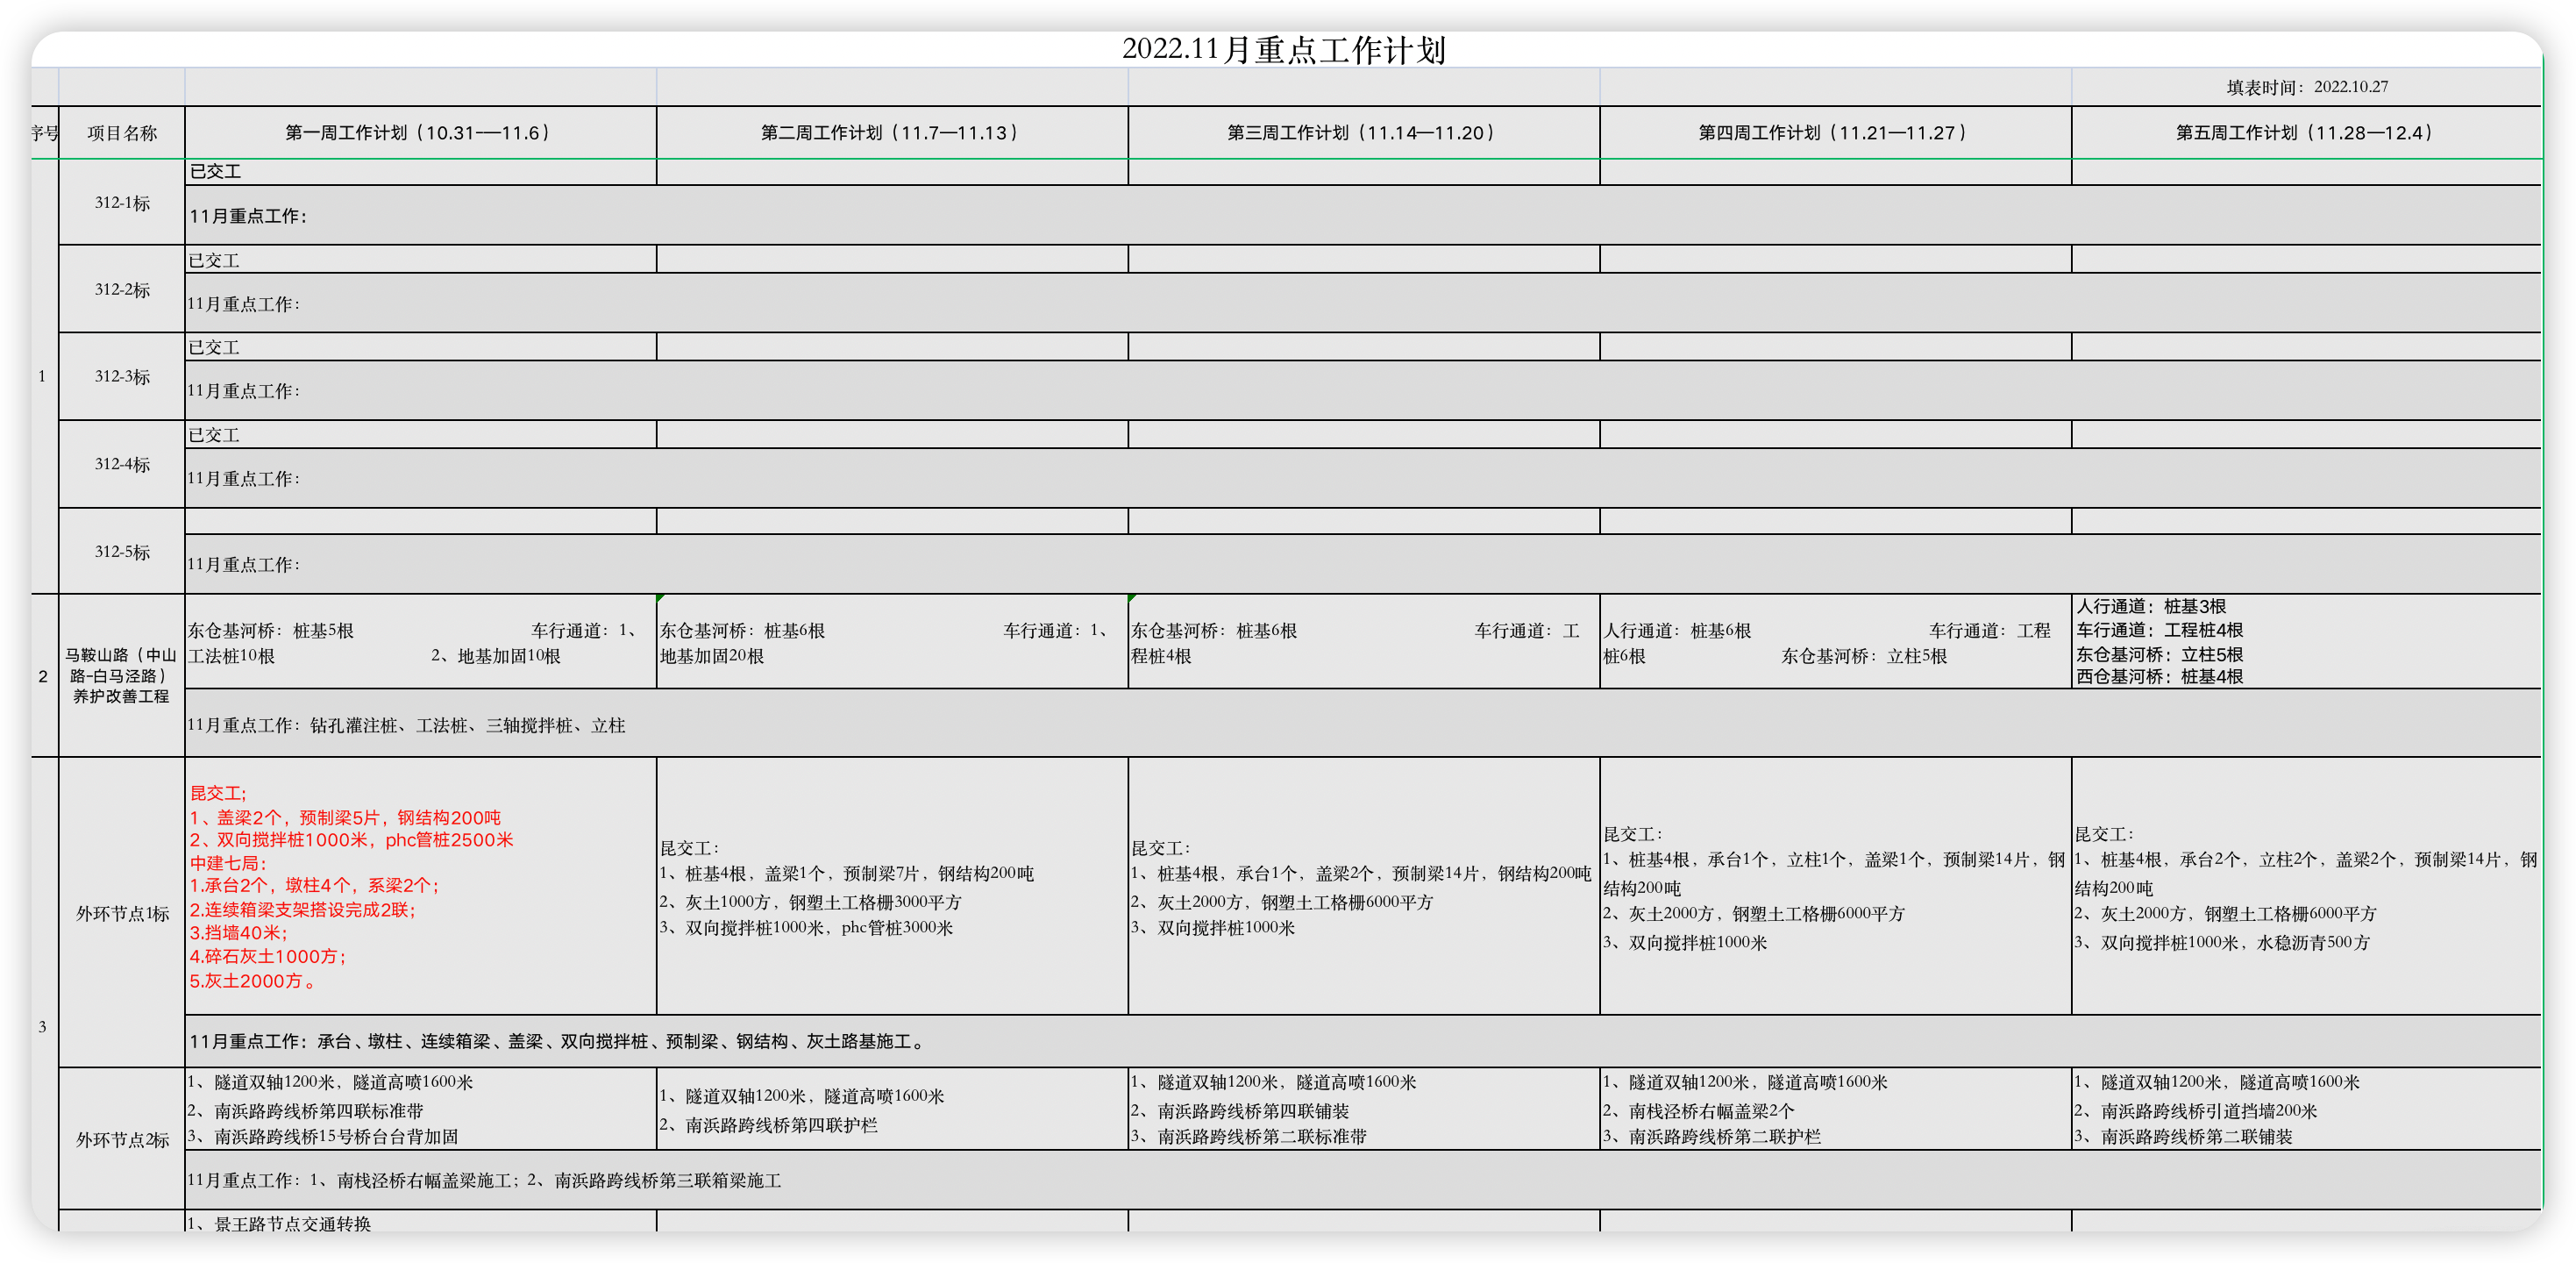 2022.11月重点工作计划
填表时间：2022.10.27
序号
项目名称
第一周工作计划（10.31-—11.6）
第二周工作计划（11.7—11.13）
第三周工作计划（11.14—11.20）
第四周工作计划（11.21—11.27）
第五周工作计划（11.28—12.4）
1
312-1标
已交工
11月重点工作：
312-2标
已交工
11月重点工作：
312-3标
已交工
11月重点工作：
312-4标
已交工
11月重点工作：
312-5标
11月重点工作：
2
马鞍山路（中山
路-白马泾路）
养护改善工程
东仓基河桥：桩基5根 车行通道：1、
工法桩10根 2、地基加固10根
东仓基河桥：桩基6根 车行通道：1、
地基加固20根
东仓基河桥：桩基6根 车行通道：工
程桩4根
人行通道：桩基6根 车行通道：工程
桩6根 东仓基河桥：立柱5根
人行通道：桩基3根
车行通道：工程桩4根
东仓基河桥：立柱5根
西仓基河桥：桩基4根
11月重点工作：钻孔灌注桩、工法桩、三轴搅拌桩、立柱
3
外环节点1标
昆交工;
1、盖梁2个，预制梁5片，钢结构200吨
2、双向搅拌桩1000米，phc管桩2500米
中建七局：
1.承台2个，墩柱4个，系梁2个；
2.连续箱梁支架搭设完成2联；
3.挡墙40米；
4.碎石灰土1000方；
5.灰土2000方。
昆交工：
1、桩基4根，盖梁1个，预制梁7片，钢结构200吨
2、灰土1000方，钢塑土工格栅3000平方
3、双向搅拌桩1000米，phc管桩3000米
昆交工：
1、桩基4根，承台1个，盖梁2个，预制梁14片，钢结构200吨
2、灰土2000方，钢塑土工格栅6000平方
3、双向搅拌桩1000米
昆交工：
1、桩基4根，承台1个，立柱1个，盖梁1个，预制梁14片，钢
结构200吨
2、灰土2000方，钢塑土工格栅6000平方
3、双向搅拌桩1000米
昆交工：
1、桩基4根，承台2个，立柱2个，盖梁2个，预制梁14片，钢
结构200吨
2、灰土2000方，钢塑土工格栅6000平方
3、双向搅拌桩1000米，水稳沥青500方
11月重点工作：承台、墩柱、连续箱梁、盖梁、双向搅拌桩、预制梁、钢结构、灰土路基施工。
外环节点2标
1、隧道双轴1200米，隧道高喷1600米
2、南浜路跨线桥第四联标准带
3、南浜路跨线桥15号桥台台背加固
1、隧道双轴1200米，隧道高喷1600米
2、南浜路跨线桥第四联护栏
1、隧道双轴1200米，隧道高喷1600米
2、南浜路跨线桥第四联铺装
3、南浜路跨线桥第二联标准带
1、隧道双轴1200米，隧道高喷1600米
2、南栈泾桥右幅盖梁2个
3、南浜路跨线桥第二联护栏
1、隧道双轴1200米，隧道高喷1600米
2、南浜路跨线桥引道挡墙200米
3、南浜路跨线桥第二联铺装
11月重点工作：1、南栈泾桥右幅盖梁施工；2、南浜路跨线桥第三联箱梁施工
1、景王路节点交通转换